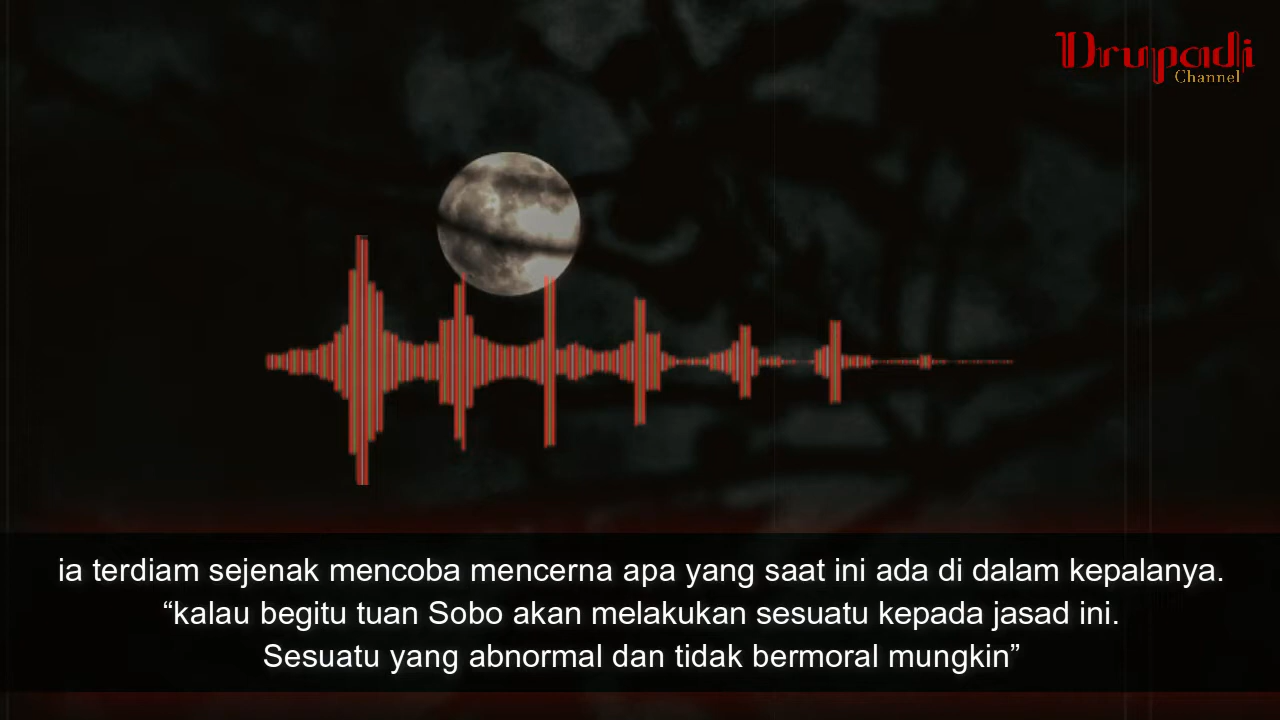 Drupadi
Channel
ia terdiam sejenak mencoba mencerna apa yang saat ini ada di dalam kepalanya.
“kalau begitu tuan Sobo akan melakukan sesuatu kepada jasad ini.
Sesuatu yang abnormal dan tidak bermoral mungkin”